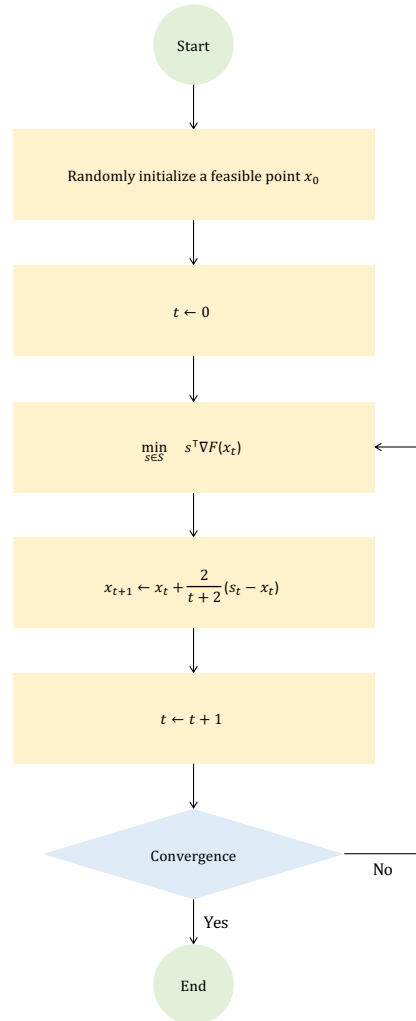 Start
Randomly initialize a feasible point x₀
t ← 0
min s∈S s⊤∇F(xₜ)
xₜ₊₁ ← xₜ + 2/(t + 2) (sₜ − xₜ)
t ← t + 1
Convergence
No
Yes
End